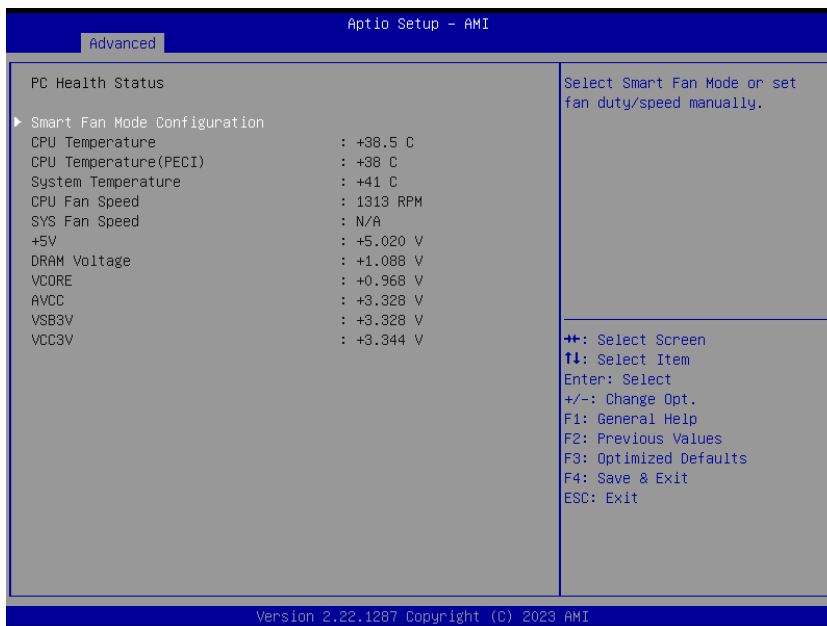 Aptio Setup – AMI
Advanced
PC Health Status
Smart Fan Mode Configuration
CPU Temperature : +38.5 C
CPU Temperature(PECI) : +38 C
System Temperature : +41 C
CPU Fan Speed : 1313 RPM
SYS Fan Speed : N/A
+5V : +5.020 V
DRAM Voltage : +1.088 V
VCORE : +0.968 V
AVCC : +3.328 V
VSB3V : +3.328 V
VCC3V : +3.344 V
Select Smart Fan Mode or set
fan duty/speed manually.
→←: Select Screen
↑↓: Select Item
Enter: Select
+/-: Change Opt.
F1: General Help
F2: Previous Values
F3: Optimized Defaults
F4: Save & Exit
ESC: Exit
Version 2.22.1287 Copyright (C) 2023 AMI